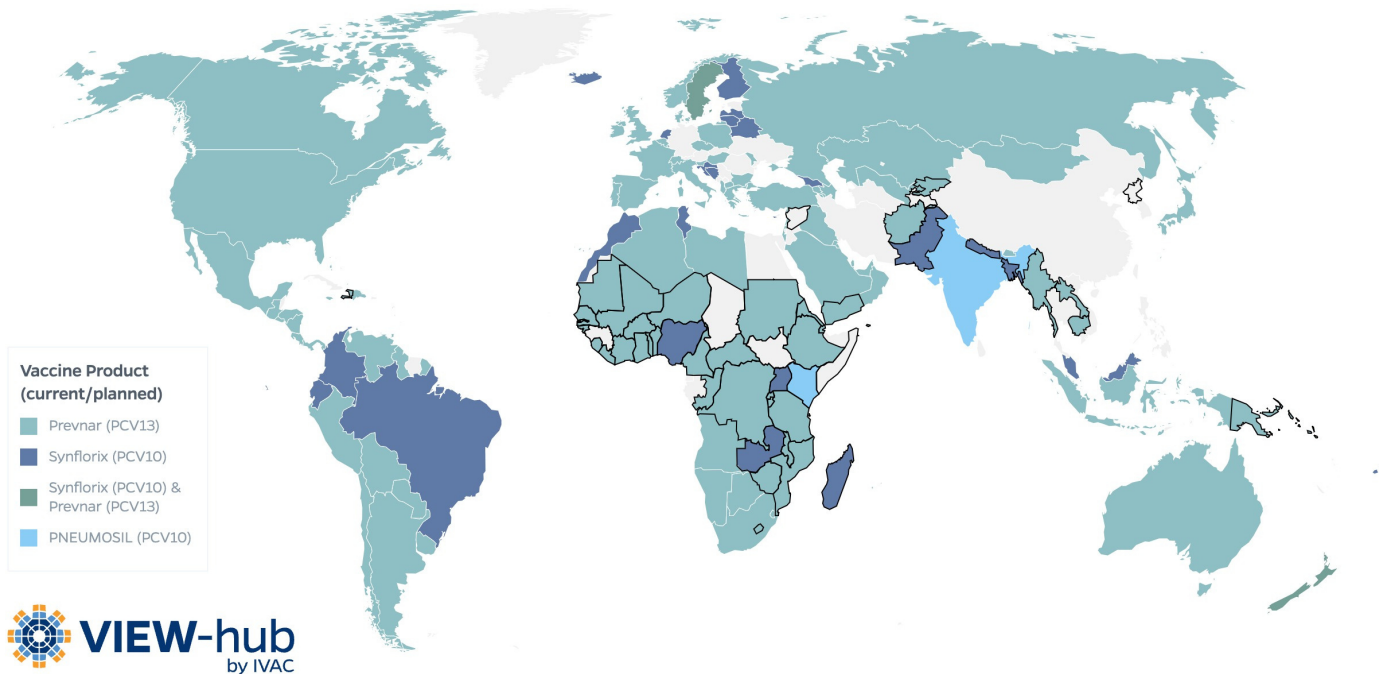 Vaccine Product
(current/planned)
Prevnar (PCV13)
Synflorix (PCV10)
Synflorix (PCV10) &
Prevnar (PCV13)
PNEUMOSIL (PCV10)
VIEW-hub
by IVAC